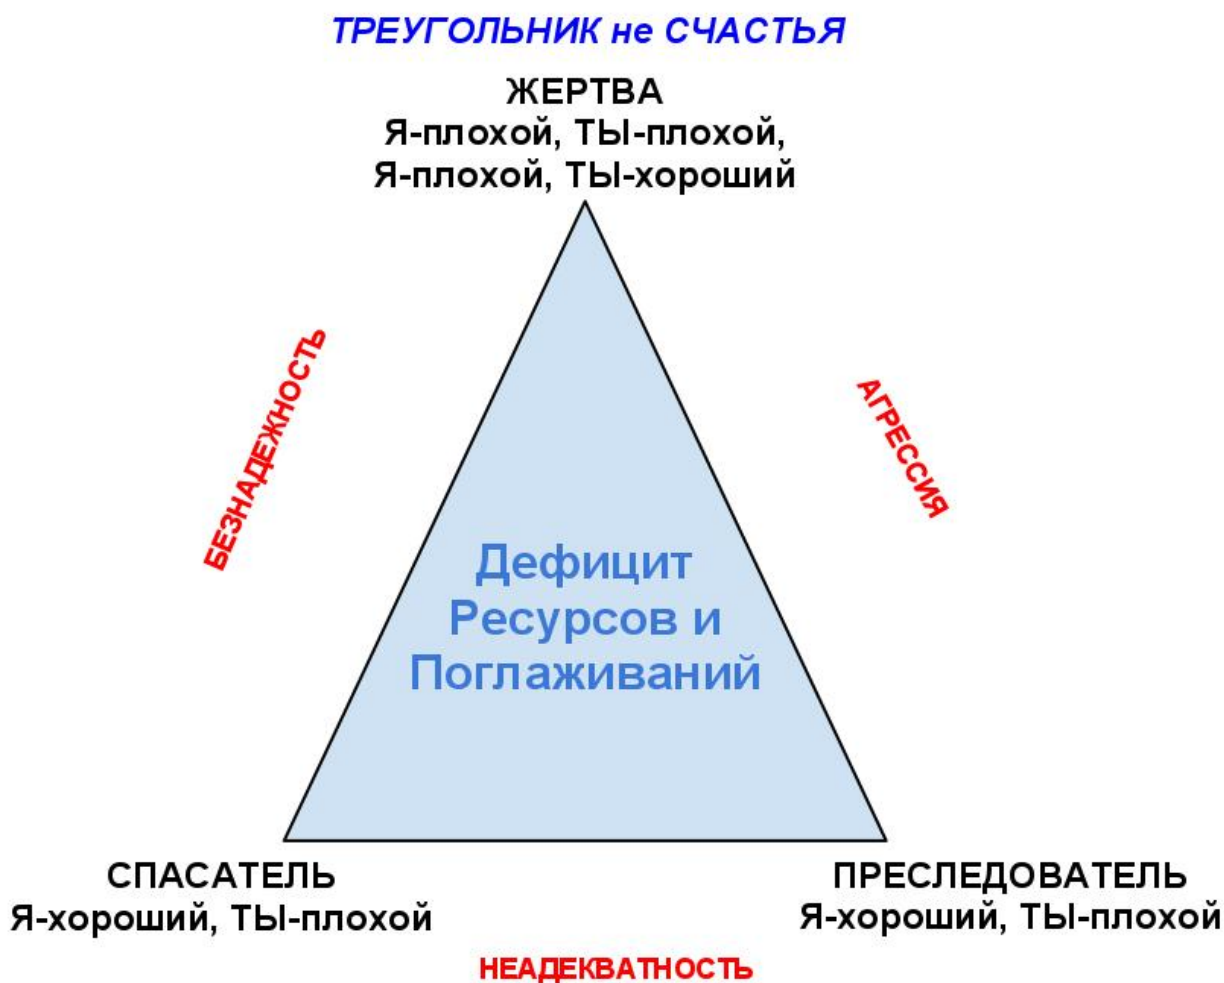 ТРЕУГОЛЬНИК не СЧАСТЬЯ
ЖЕРТВА
Я-плохой, ТЫ-плохой,
Я-плохой, ТЫ-хороший
БЕЗНАДЕЖНОСТЬ
АГРЕССИЯ
Дефицит
Ресурсов и
Поглаживаний
СПАСАТЕЛЬ
Я-хороший, ТЫ-плохой
ПРЕСЛЕДОВАТЕЛЬ
Я-хороший, ТЫ-плохой
НЕАДЕКВАТНОСТЬ